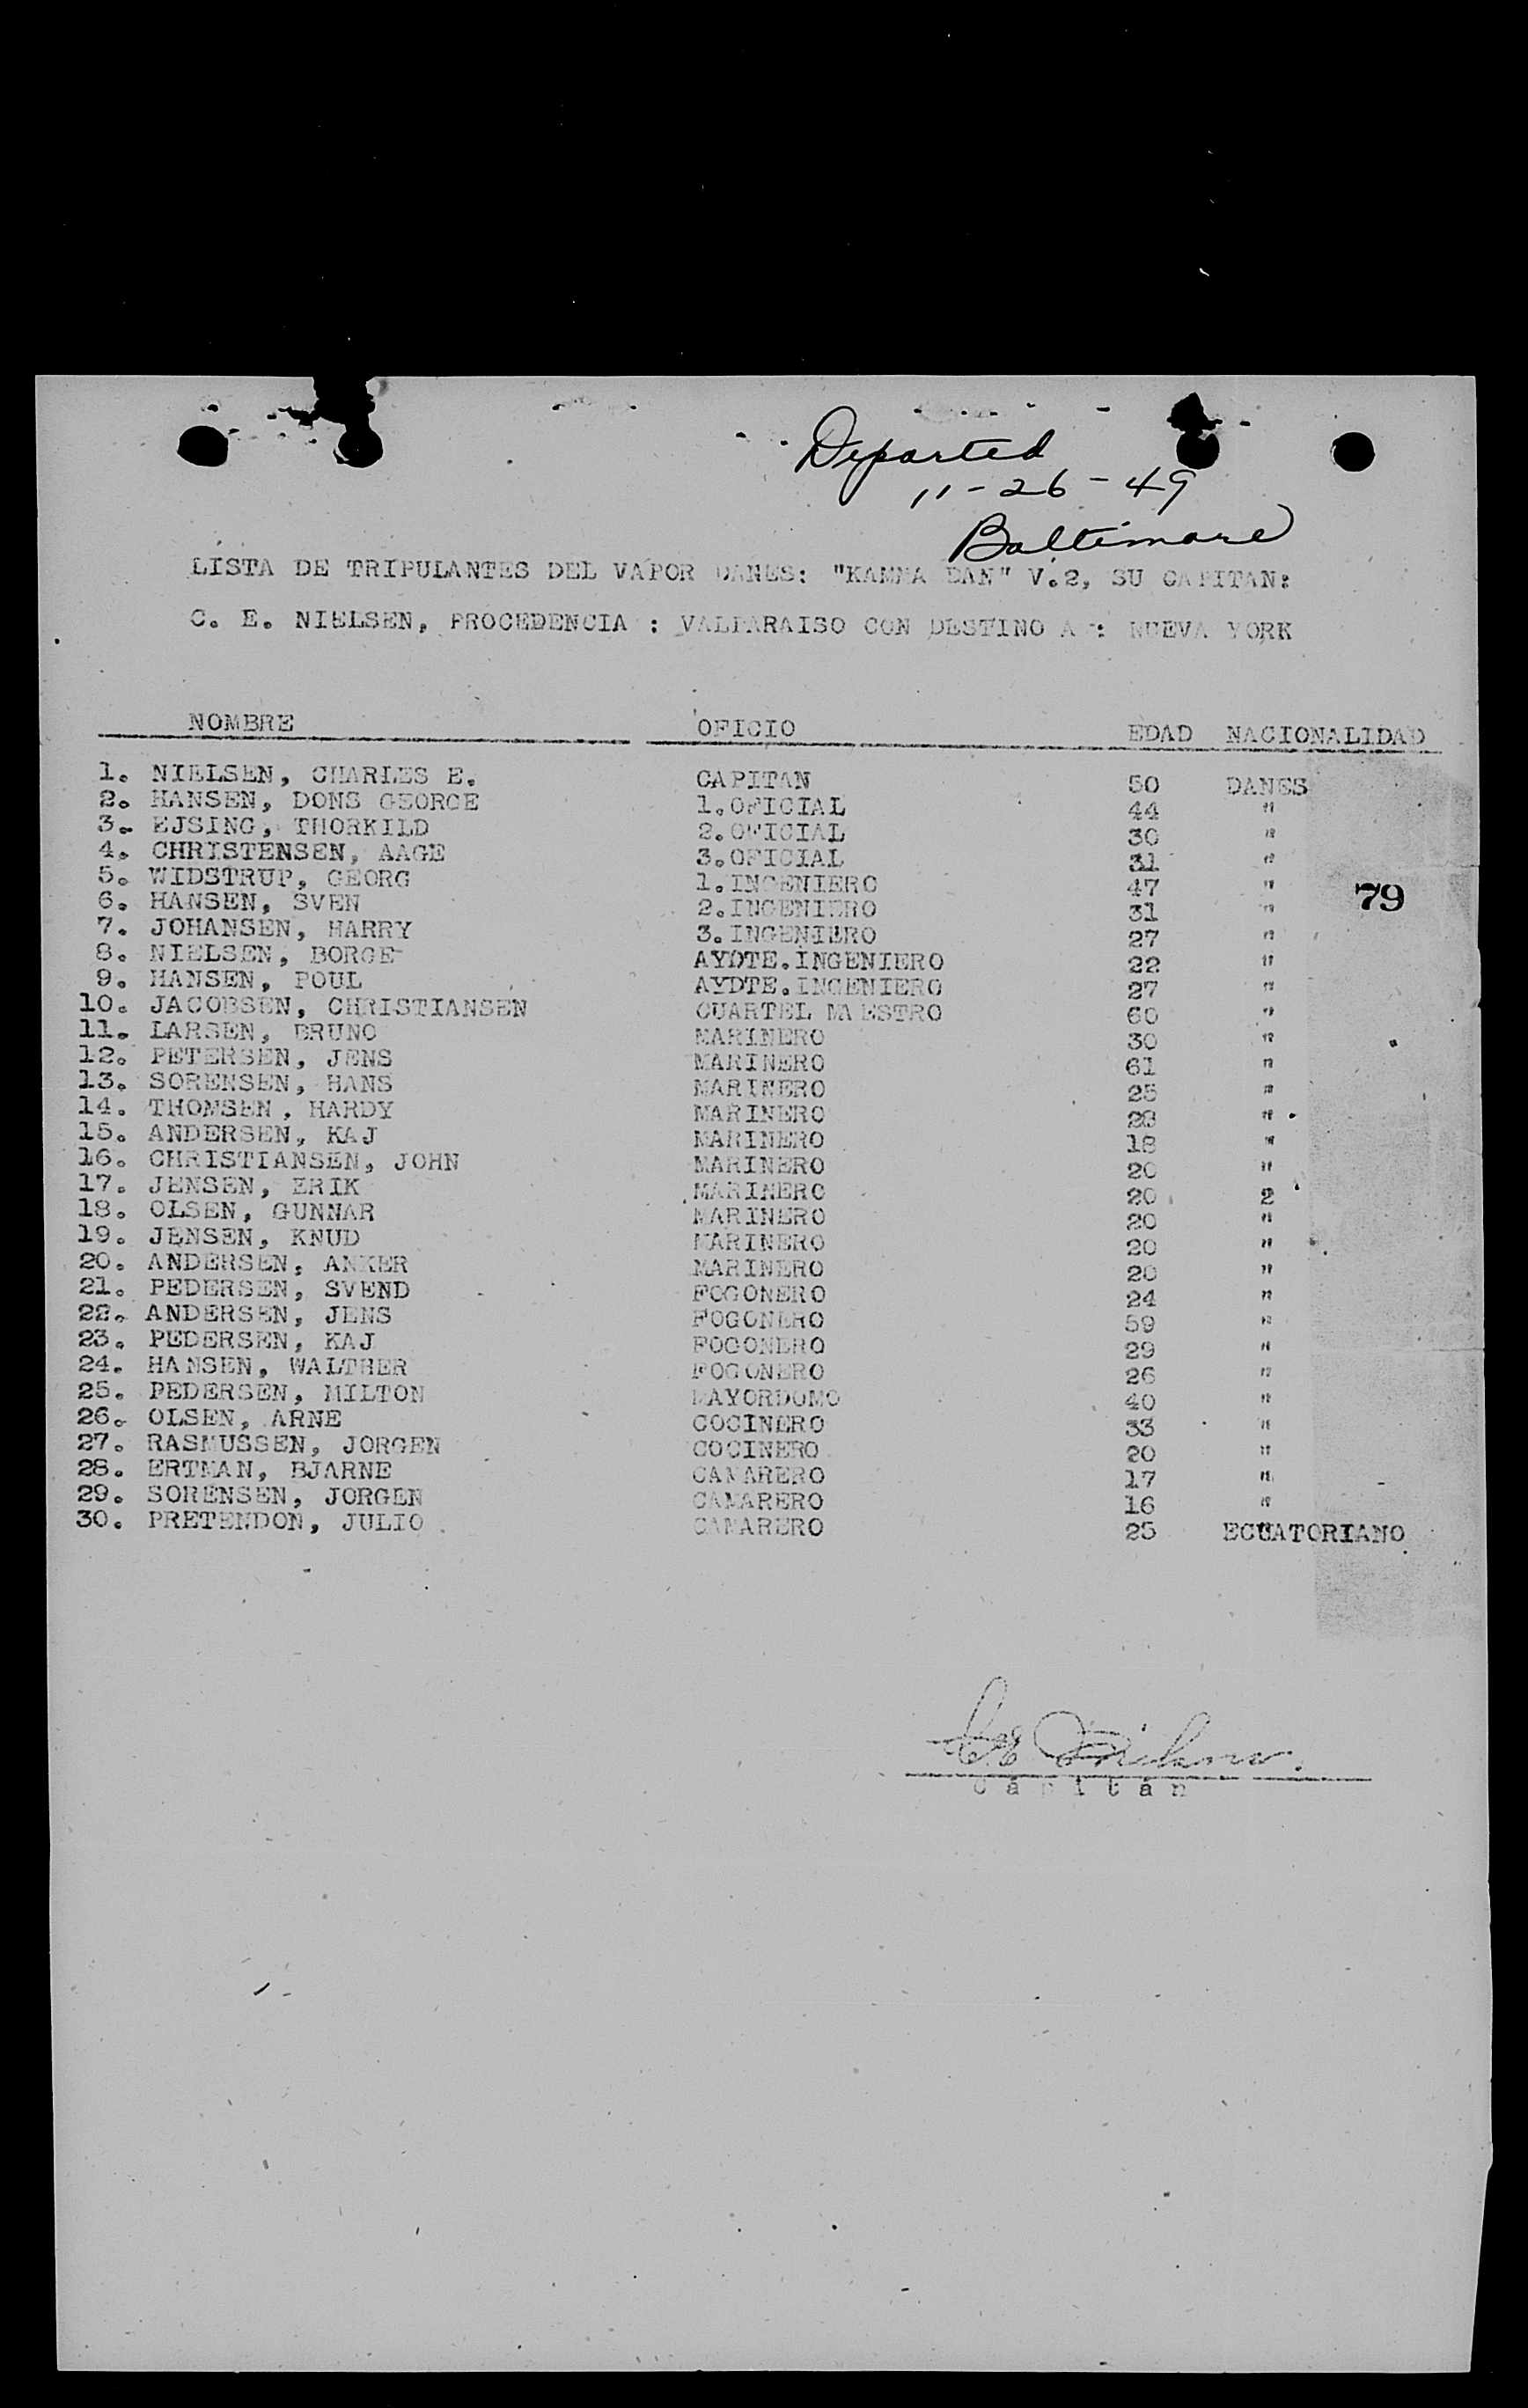 Departed
11-26-49
Baltimore
LISTA DE TRIPULANTES DEL VAPOR DANES: "KAMMA DAN" V.2, SU CAPITAN:
C. E. NIELSEN, PROCEDENCIA : VALPARAISO CON DESTINO A : NUEVA YORK
NOMBRE OFICIO EDAD NACIONALIDAD
1. NIELSEN, CHARLES E. CAPITAN 50 DANES
2. HANSEN, DONS GEORGE 1.OFICIAL 44 "
3. EJSING, THORKILD 2.OFICIAL 30 "
4. CHRISTENSEN, AAGE 3.OFICIAL 31 "
5. WIDSTRUP, GEORG 1.INGENIERO 47 "
79
6. HANSEN, SVEN 2.INGENIERO 31 "
7. JOHANSEN, HARRY 3.INGENIERO 27 "
8. NIELSEN, BORGE AYDTE.INGENIERO 22 "
9. HANSEN, POUL AYDTE.INGENIERO 27 "
10. JACOBSEN, CHRISTIANSEN CUARTEL MAESTRO 60 "
11. LARSEN, BRUNO MARINERO 30 "
12. PETERSEN, JENS MARINERO 61 "
13. SORENSEN, HANS MARINERO 25 "
14. THOMSEN, HARDY MARINERO 28 "
15. ANDERSEN, KAJ MARINERO 18 "
16. CHRISTIANSEN, JOHN MARINERO 20 "
17. JENSEN, ERIK MARINERO 20 2
18. OLSEN, GUNNAR MARINERO 20 "
19. JENSEN, KNUD MARINERO 20 "
20. ANDERSEN, ANKER MARINERO 20 "
21. PEDERSEN, SVEND FOGONERO 24 "
22. ANDERSEN, JENS FOGONERO 59 "
23. PEDERSEN, KAJ FOGONERO 29 "
24. HANSEN, WALTHER FOGONERO 26 "
25. PEDERSEN, MILTON MAYORDOMO 40 "
26. OLSEN, ARNE COCINERO 33 "
27. RASMUSSEN, JORGEN COCINERO 20 "
28. ERTMAN, BJARNE CAMARERO 17 "
29. SORENSEN, JORGEN CAMARERO 16 "
30. PRETENDON, JULIO CAMARERO 25 ECUATORIANO
C E Nielsen.
Capitán